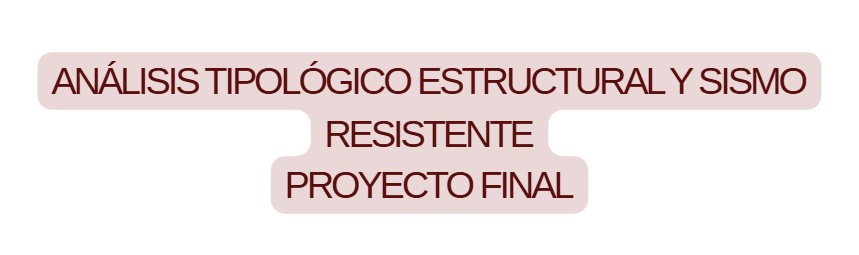 ANÁLISIS TIPOLÓGICO ESTRUCTURAL Y SISMO
RESISTENTE
PROYECTO FINAL